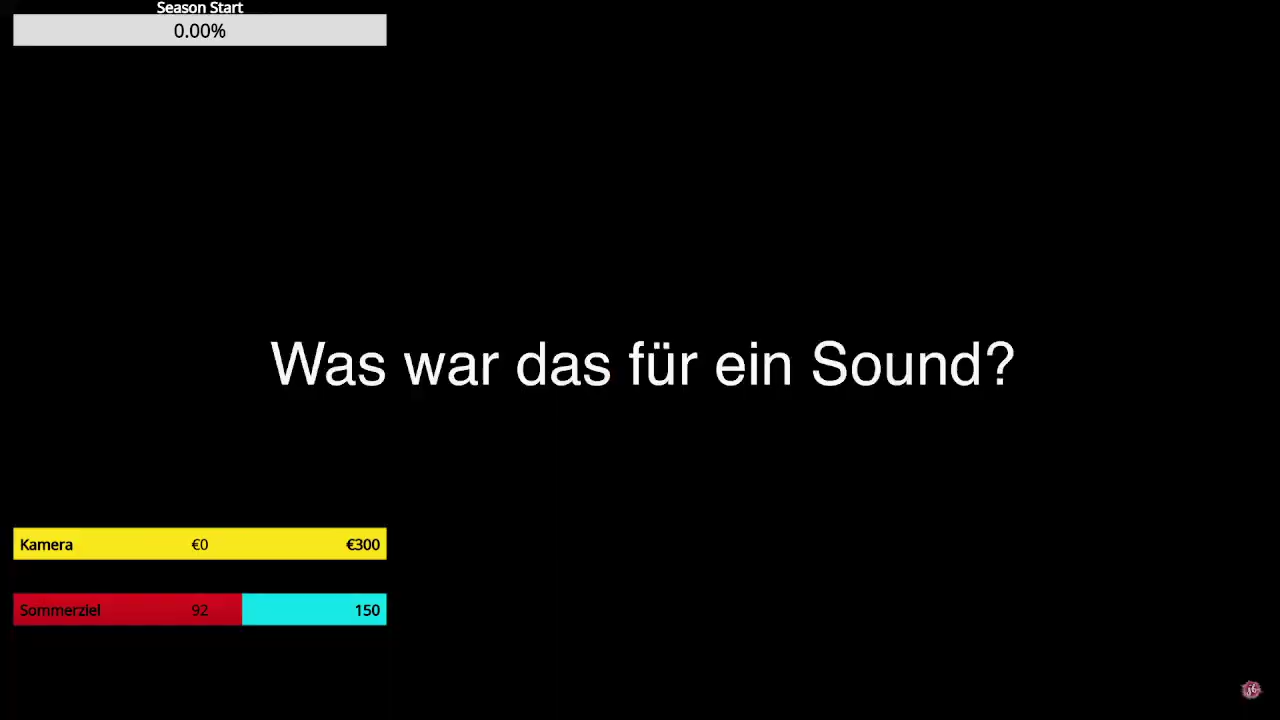 Season Start
0.00%
Was war das für ein Sound?
Kamera €0 €300
Sommerziel 92 150